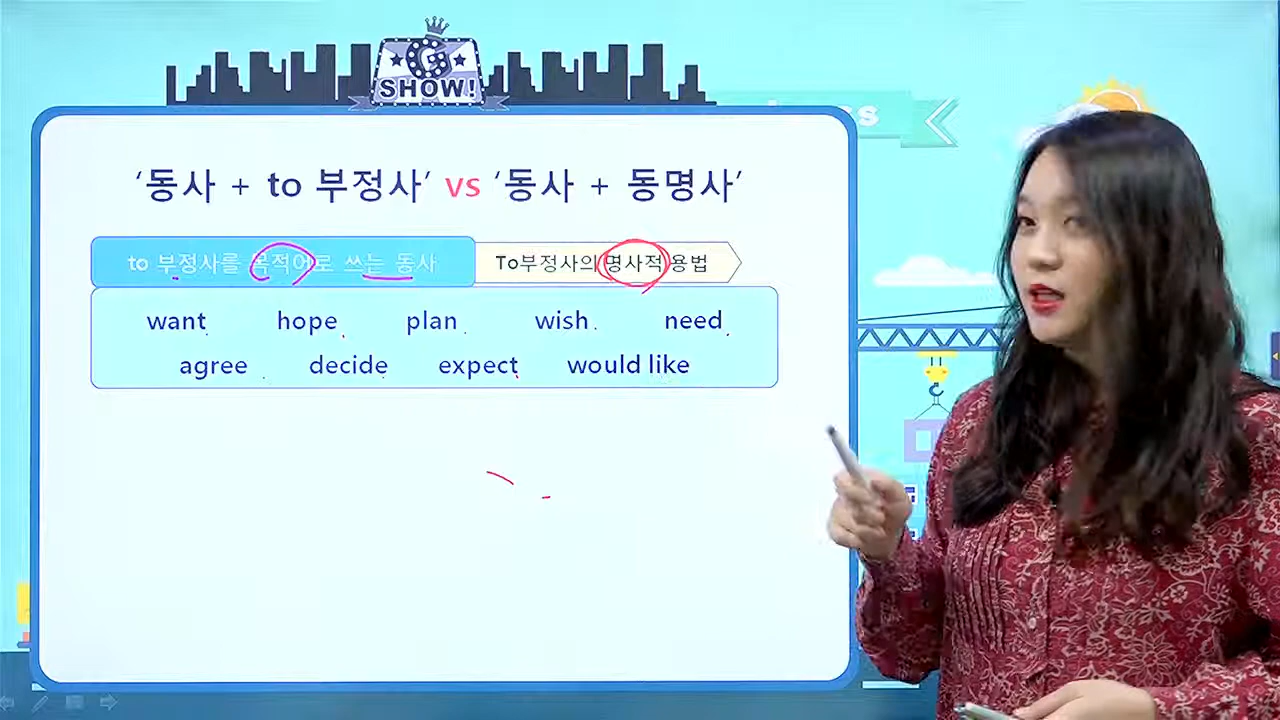 G
SHOW!
s
‘동사 + to 부정사’ vs ‘동사 + 동명사’
to 부정사를 목적어로 쓰는 동사
To부정사의 명사적 용법
want hope plan wish need
agree decide expect would like